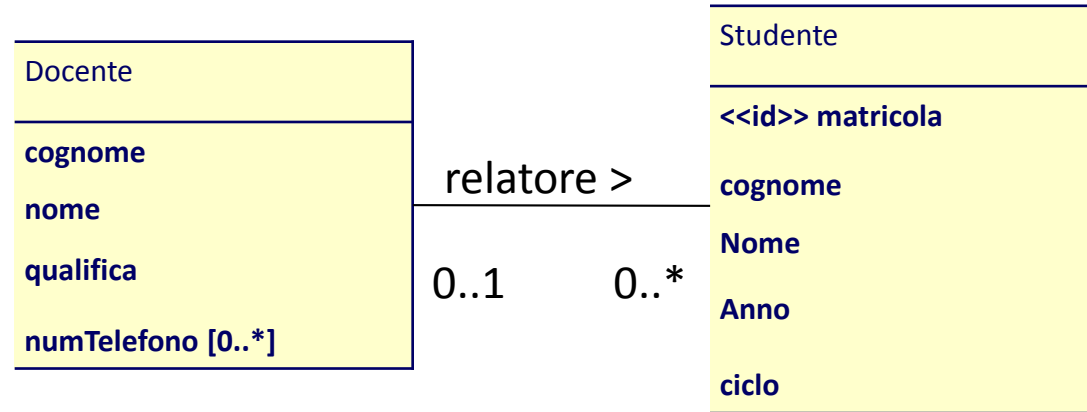 Docente
cognome
nome
qualifica
numTelefono [0..*]
relatore >
0..1
0..*
Studente
<<id>> matricola
cognome
Nome
Anno
ciclo